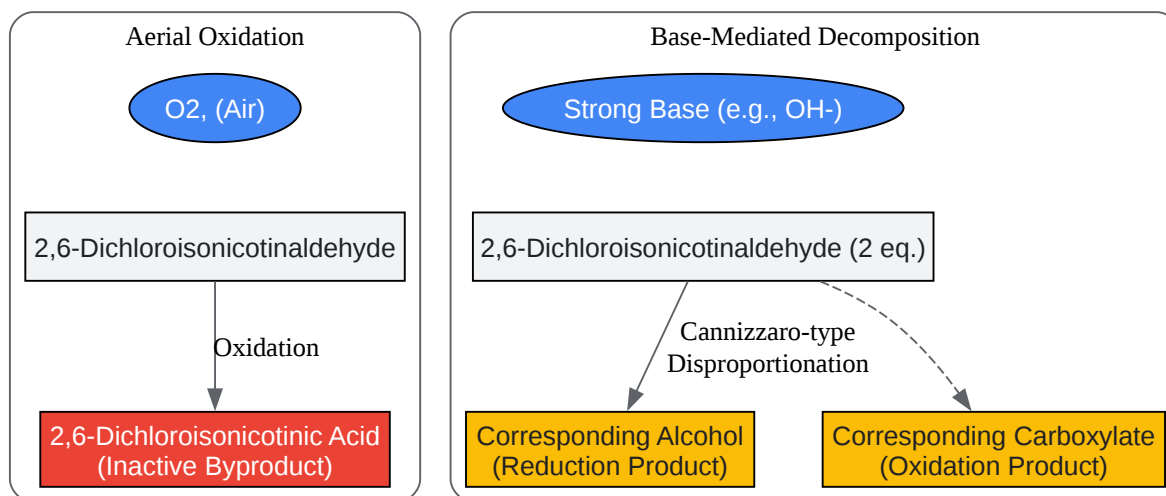 Aerial Oxidation
O2, (Air)
2,6-Dichloroisonicotinaldehyde
Oxidation
2,6-Dichloroisonicotinic Acid
(Inactive Byproduct)
Base-Mediated Decomposition
Strong Base (e.g., OH-)
2,6-Dichloroisonicotinaldehyde (2 eq.)
Cannizzaro-type
Disproportionation
Corresponding Alcohol
(Reduction Product)
Corresponding Carboxylate
(Oxidation Product)